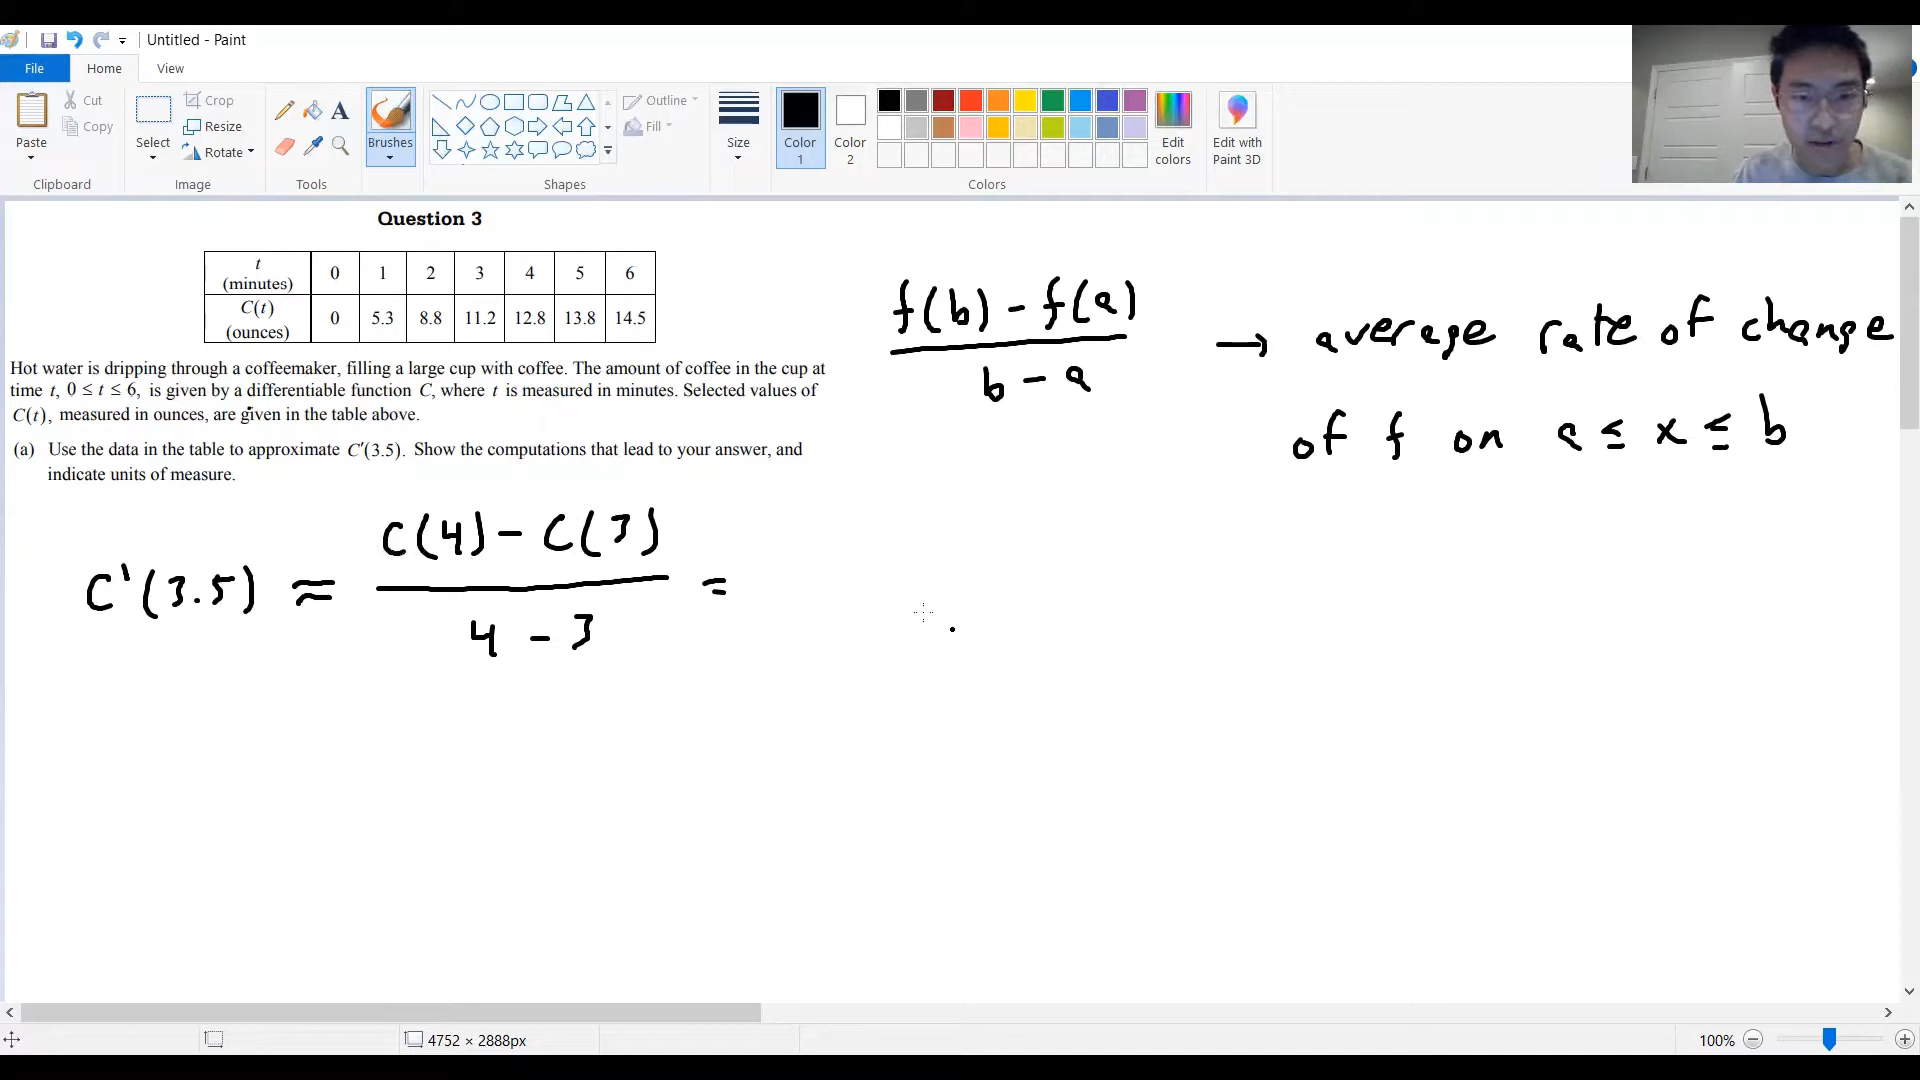 Untitled - Paint
File Home View
Paste Cut Copy Clipboard
Select Crop Resize Rotate Image
Tools
Brushes
Outline Fill Shapes
Size
Color 1 Color 2 Edit colors Edit with Paint 3D Colors
Question 3
t (minutes) 0 1 2 3 4 5 6
C(t) (ounces) 0 5.3 8.8 11.2 12.8 13.8 14.5
Hot water is dripping through a coffeemaker, filling a large cup with coffee. The amount of coffee in the cup at
time t, 0 ≤ t ≤ 6, is given by a differentiable function C, where t is measured in minutes. Selected values of
C(t), measured in ounces, are given in the table above.
(a) Use the data in the table to approximate C′(3.5). Show the computations that lead to your answer, and
indicate units of measure.
f(b) - f(a)
b - a
→ average rate of change
of f on a ≤ x ≤ b
C'(3.5) ≈ C(4) - C(3) =
4 - 3
4752 × 2888px
100%